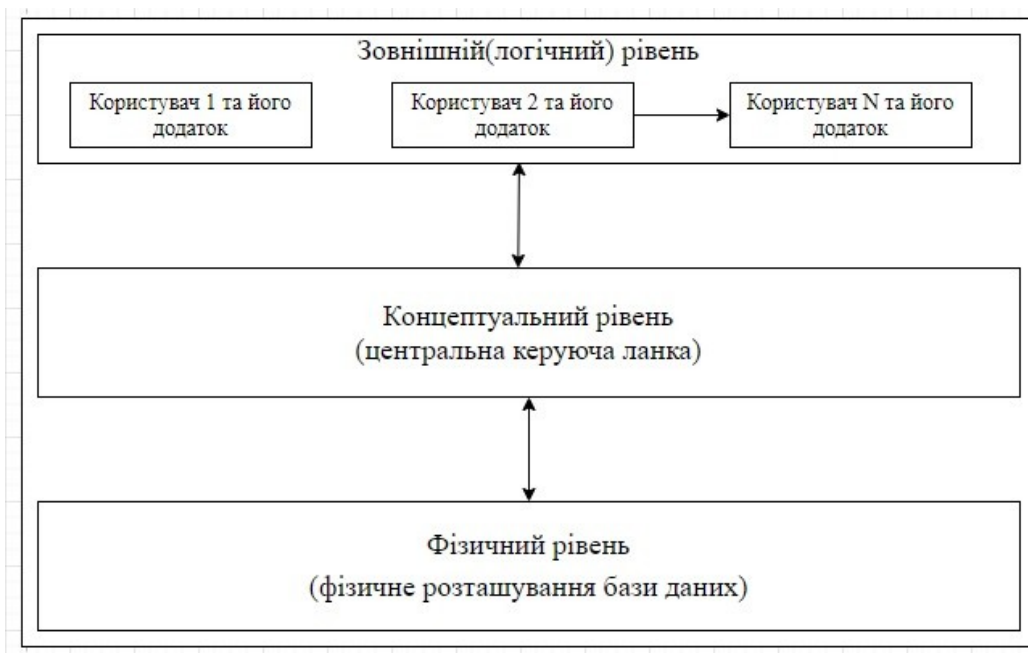 Зовнішній(логічний) рівень
Користувач 1 та його
додаток
Користувач 2 та його
додаток
Користувач N та його
додаток
Концептуальний рівень
(центральна керуюча ланка)
Фізичний рівень
(фізичне розташування бази даних)